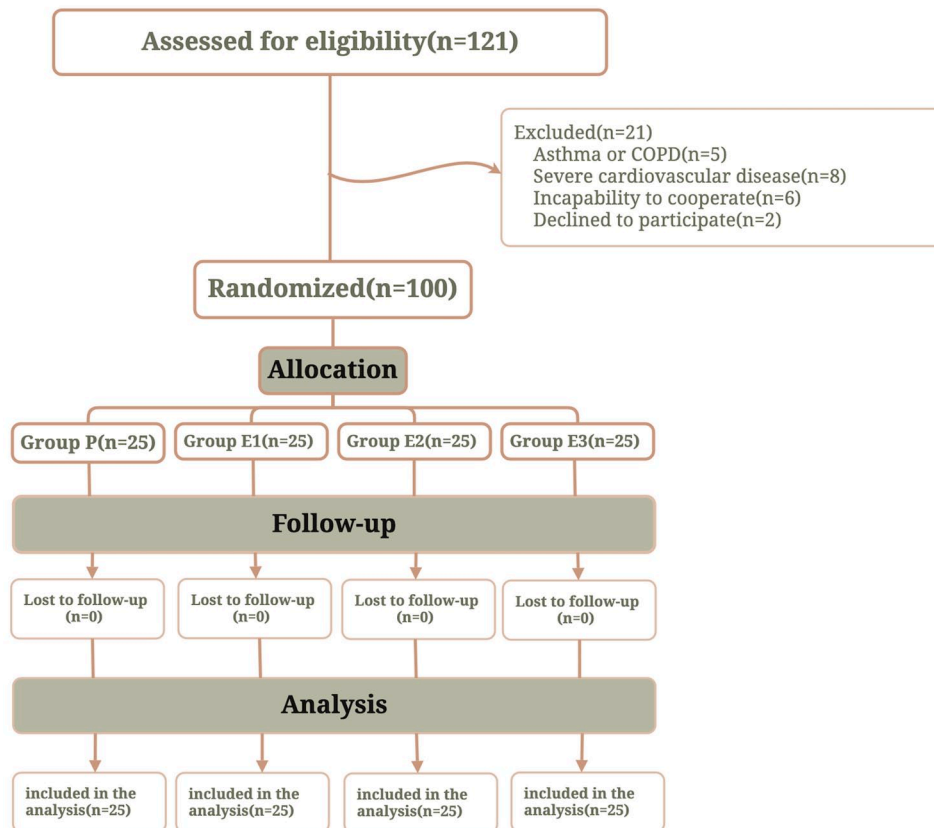 Assessed for eligibility(n=121)
Excluded(n=21)
Asthma or COPD(n=5)
Severe cardiovascular disease(n=8)
Incapability to cooperate(n=6)
Declined to participate(n=2)
Randomized(n=100)
Allocation
Group P(n=25)
Group E1(n=25)
Group E2(n=25)
Group E3(n=25)
Follow-up
Lost to follow-up
(n=0)
Lost to follow-up
(n=0)
Lost to follow-up
(n=0)
Lost to follow-up
(n=0)
Analysis
included in the
analysis(n=25)
included in the
analysis(n=25)
included in the
analysis(n=25)
included in the
analysis(n=25)